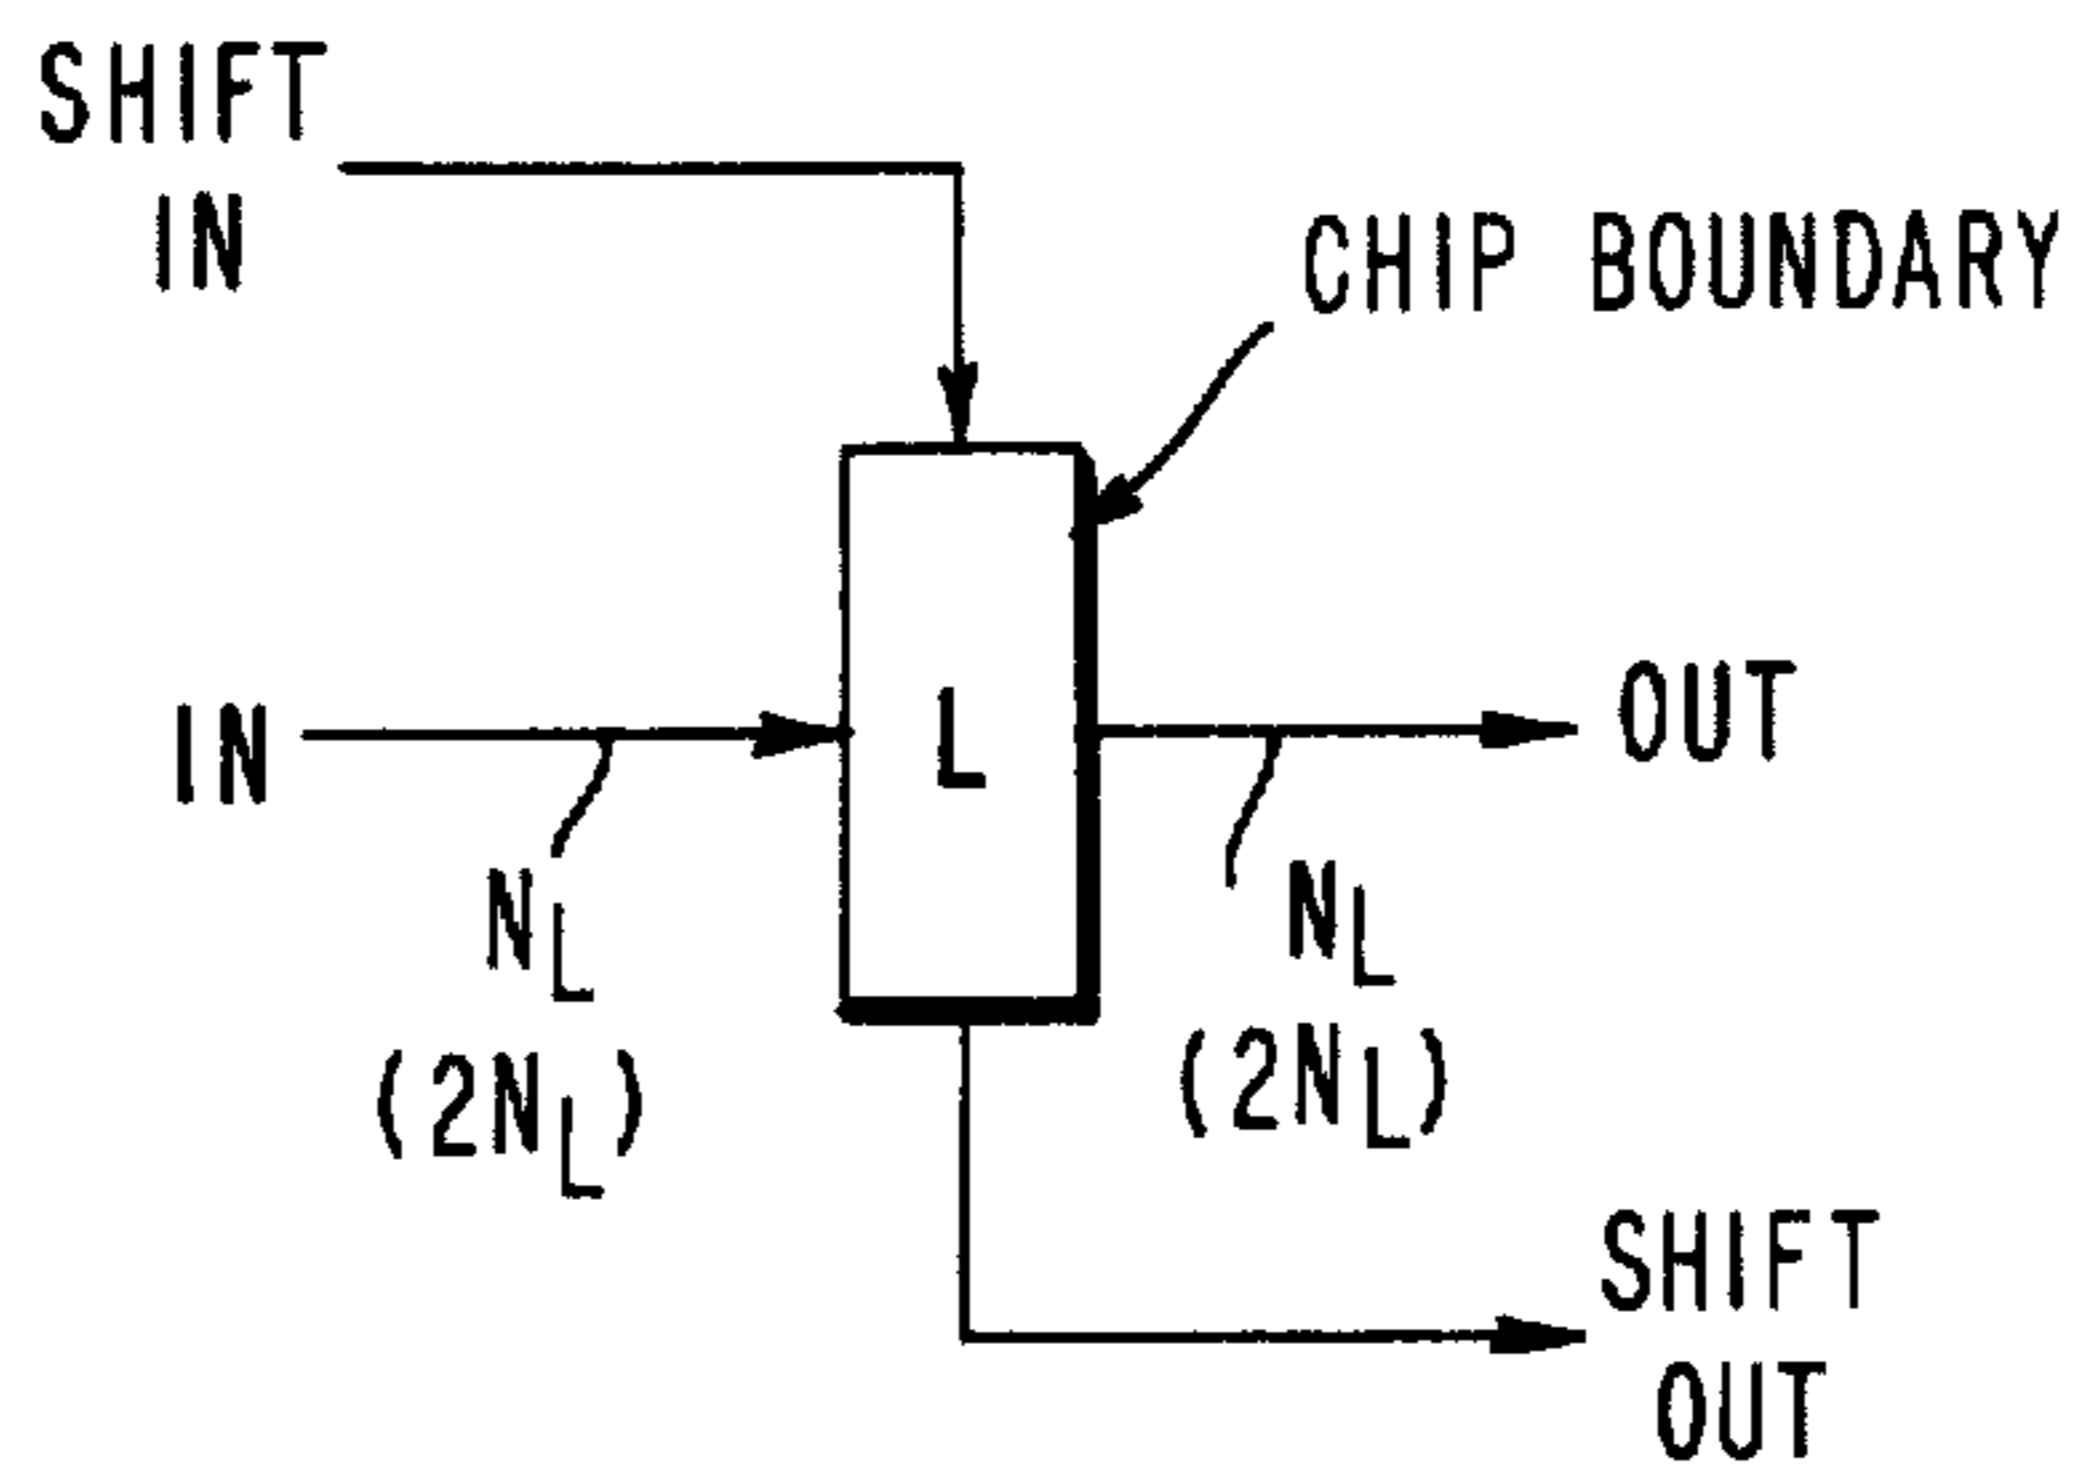 SHIFT
IN
CHIP BOUNDARY
IN
L
OUT
NL
(2NL)
NL
(2NL)
SHIFT
OUT